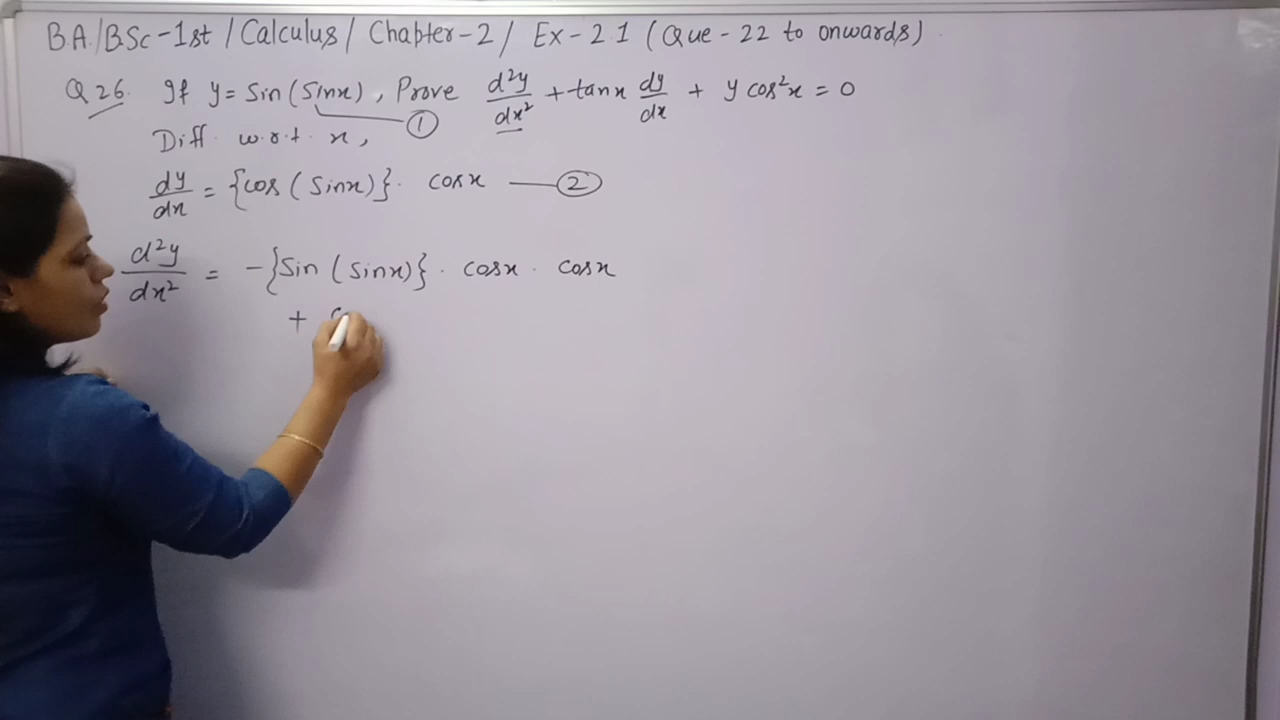 B.A./B.Sc-1st / Calculus / Chapter-2 / Ex-2.1 (Que-22 to onwards)
Q 26. If y = Sin(Sinx), Prove d²y/dx² + tanx dy/dx + y cos²x = 0
①
Diff w.r.t. x,
dy/dx = {cos(Sinx)}. cosx — ②
d²y/dx² = -{Sin(Sinx)}. cosx . cosx
+